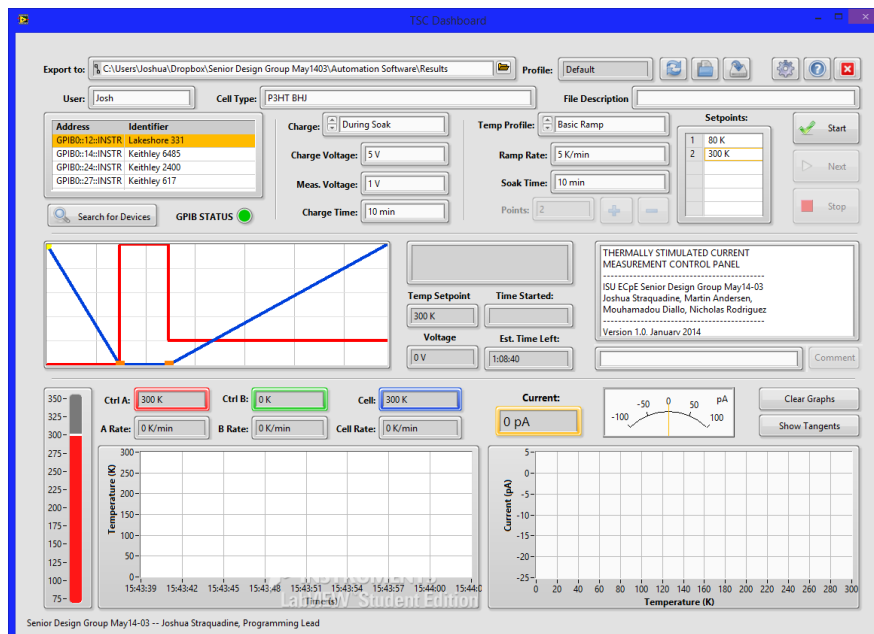 TSC Dashboard
Export to: C:\Users\Joshua\Dropbox\Senior Design Group May1403\Automation Software\Results Profile: Default
User: Josh Cell Type: P3HT BHJ File Description
Address Identifier
GPIB0::12::INSTR Lakeshore 331
GPIB0::14::INSTR Keithley 6485
GPIB0::24::INSTR Keithley 2400
GPIB0::27::INSTR Keithley 617
Search for Devices GPIB STATUS
Charge: During Soak
Charge Voltage: 5 V
Meas. Voltage: 1 V
Charge Time: 10 min
Temp Profile: Basic Ramp
Ramp Rate: 5 K/min
Soak Time: 10 min
Points: 2
Setpoints:
1 80 K
2 300 K
Start
Next
Stop
Temp Setpoint Time Started:
300 K
Voltage Est. Time Left:
0 V 1:08:40
THERMALLY STIMULATED CURRENT
MEASUREMENT CONTROL PANEL
----------------------------------------
ISU ECpE Senior Design Group May14-03
Joshua Straquadine, Martin Andersen,
Mouhamadou Diallo, Nicholas Rodriguez
----------------------------------------
Version 1.0. January 2014
Comment
350
325
300
275
250
225
200
175
150
125
100
75
Ctrl A: 300 K Ctrl B: 0 K Cell: 300 K
A Rate: 0 K/min B Rate: 0 K/min Cell Rate: 0 K/min
Current:
0 pA
-100 -50 0 50 100 pA
Clear Graphs
Show Tangents
Temperature (K)
300
250
200
150
100
50
0
15:43:39 15:43:42 15:43:45 15:43:48 15:43:51 15:43:54 15:43:57 15:44:00 15:44:0
Time (s)
INSTRUMENTS
LabVIEW Student Edition
Current (pA)
5
0
-5
-10
-15
-20
-25
0 20 40 60 80 100 120 140 160 180 200 220 240 260 280 300
Temperature (K)
Senior Design Group May14-03 -- Joshua Straquadine, Programming Lead